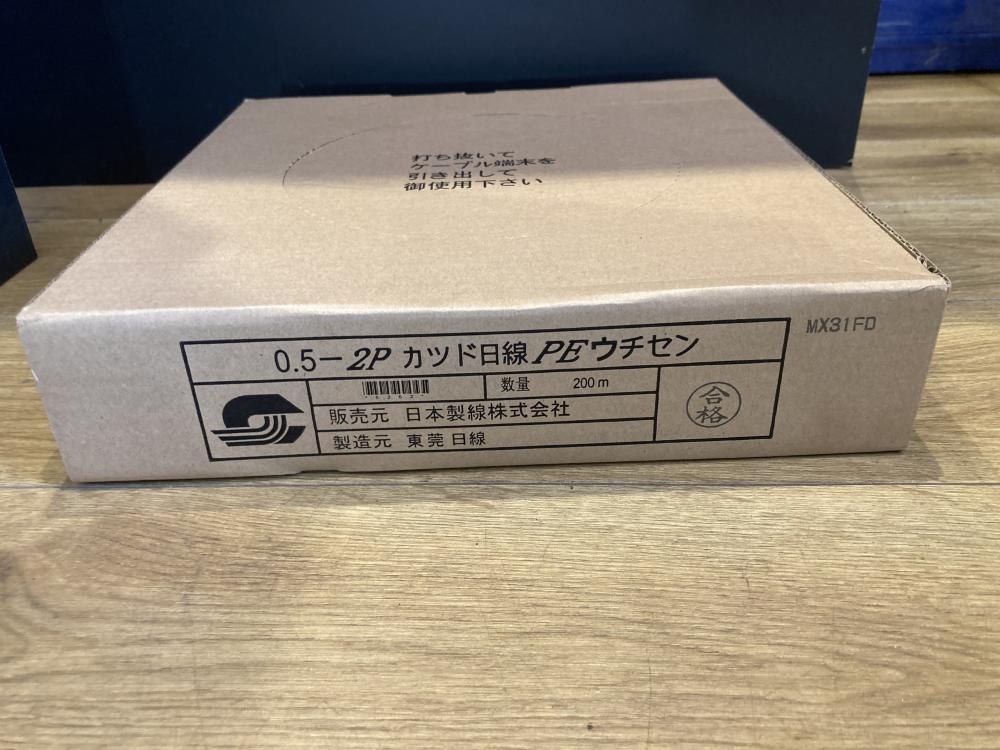 打ち抜いて
ケーブル端末を
引き出して
御使用下さい
MX31FD
0.5－2P カツド日線PEウチセン
数量 200m
販売元 日本製線株式会社
製造元 東莞日線
合格